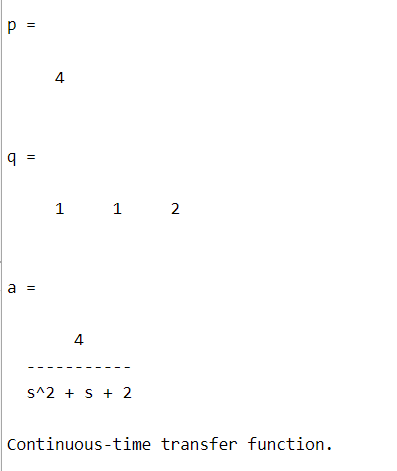 p =
4
q =
1 1 2
a =
4
-----------
s^2 + s + 2
Continuous-time transfer function.